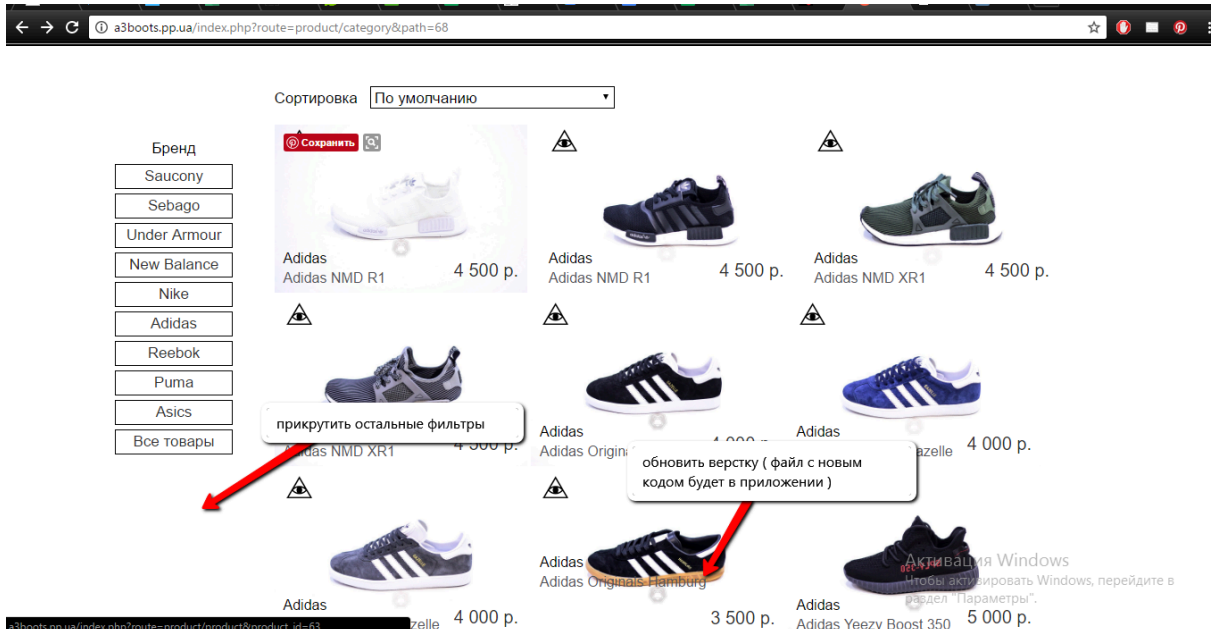 a3boots.pp.ua/index.php?route=product/category&path=68
Сортировка По умолчанию
Бренд
Saucony
Sebago
Under Armour
New Balance
Nike
Adidas
Reebok
Puma
Asics
Все товары
Сохранить
Adidas
Adidas NMD R1
4 500 р.
Adidas
Adidas NMD R1
4 500 р.
Adidas
Adidas NMD XR1
4 500 р.
прикрутить остальные фильтры
NMD XR1
4 500 р.
Adidas
Adidas
4 000 р.
обновить верстку ( файл с новым
кодом будет в приложении )
Adidas
azelle
4 000 р.
Adidas
zelle
4 000 р.
Adidas
Adidas Originals Hamburg
3 500 р.
Adidas
Adidas Yeezy Boost 350
5 000 р.
Активация Windows
Чтобы активировать Windows, перейдите в
раздел "Параметры".
a3boots.pp.ua/index.php?route=product/product&product_id=63